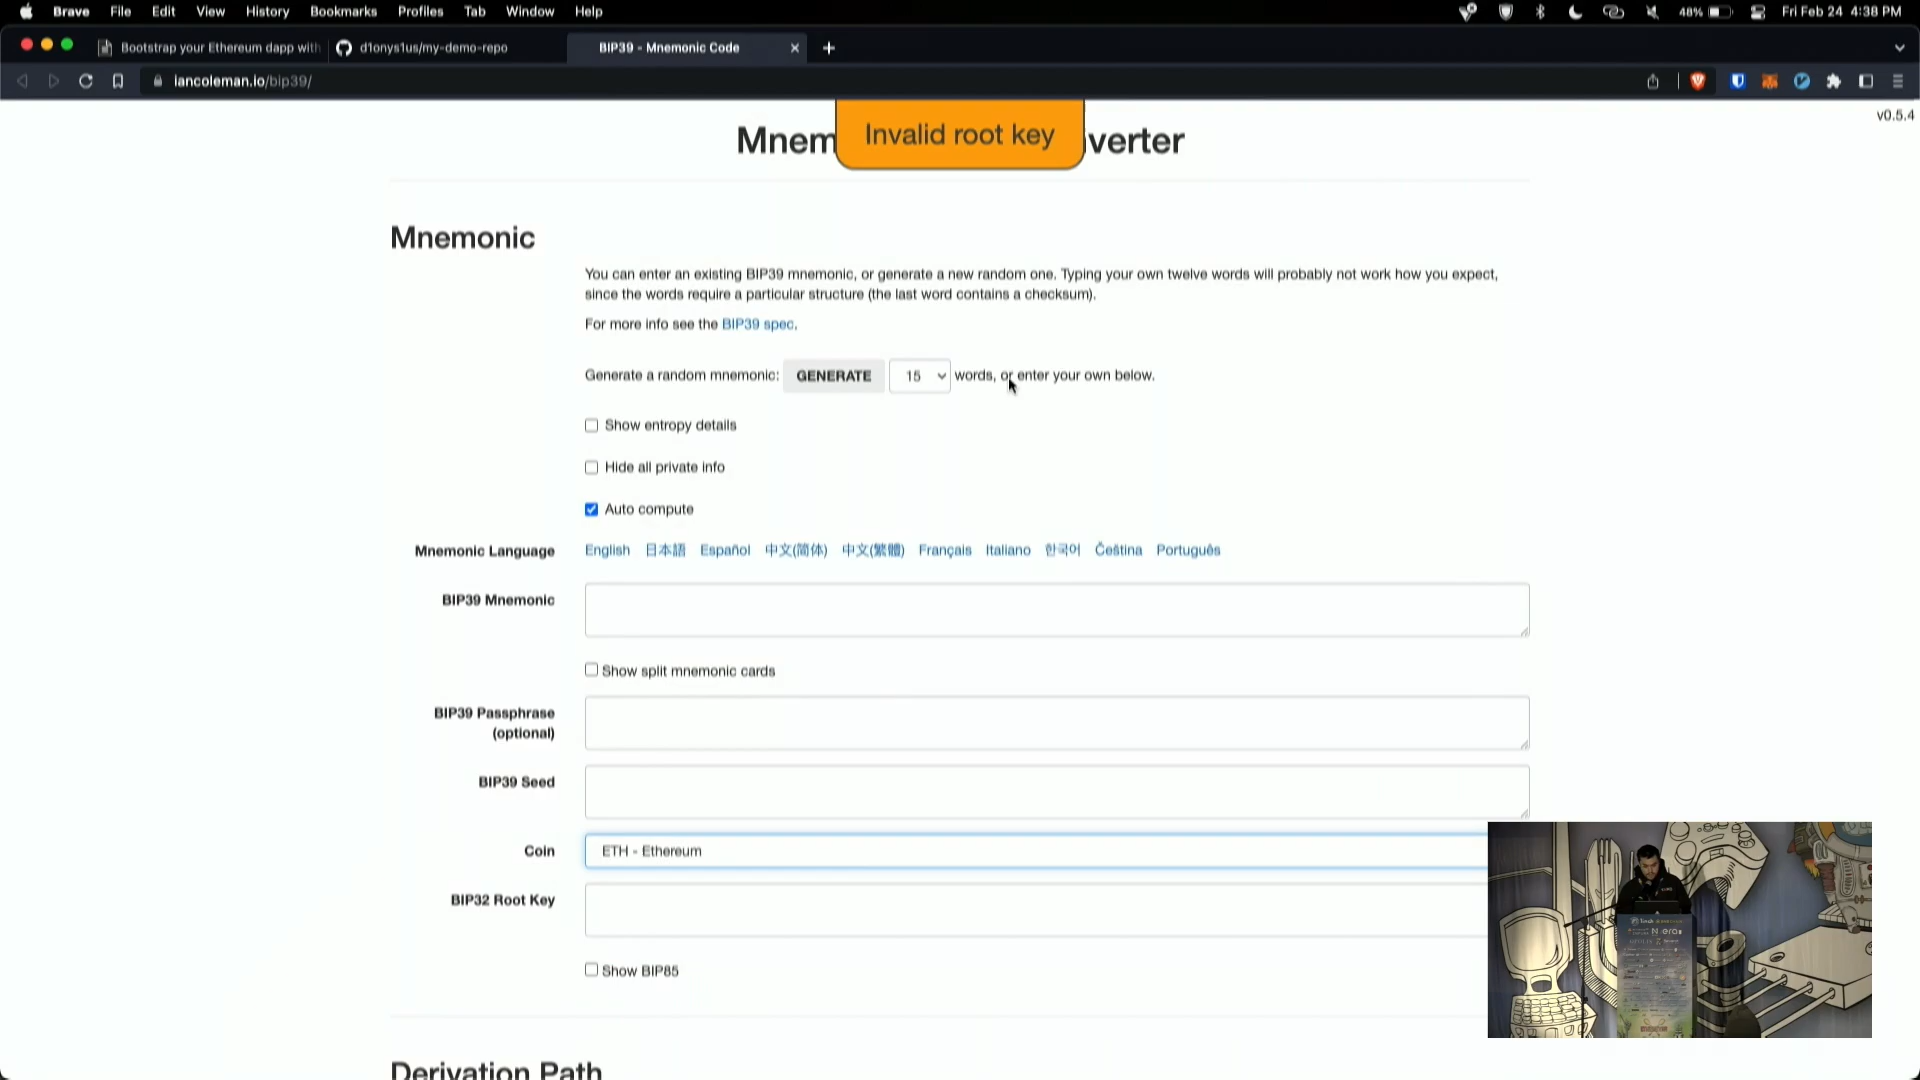 Brave File Edit View History Bookmarks Profiles Tab Window Help 48% Fri Feb 24 4:38 PM
Bootstrap your Ethereum dapp with d1onys1us/my-demo-repo BIP39 - Mnemonic Code
iancoleman.io/bip39/
v0.5.4
Invalid root key
Mnem verter
Mnemonic
You can enter an existing BIP39 mnemonic, or generate a new random one. Typing your own twelve words will probably not work how you expect,
since the words require a particular structure (the last word contains a checksum).
For more info see the BIP39 spec.
Generate a random mnemonic: GENERATE 15 words, or enter your own below.
Show entropy details
Hide all private info
Auto compute
Mnemonic Language English 日本語 Español 中文(简体) 中文(繁體) Français Italiano 한국어 Čeština Português
BIP39 Mnemonic
Show split mnemonic cards
BIP39 Passphrase
(optional)
BIP39 Seed
Coin ETH - Ethereum
BIP32 Root Key
Show BIP85
Derivation Path